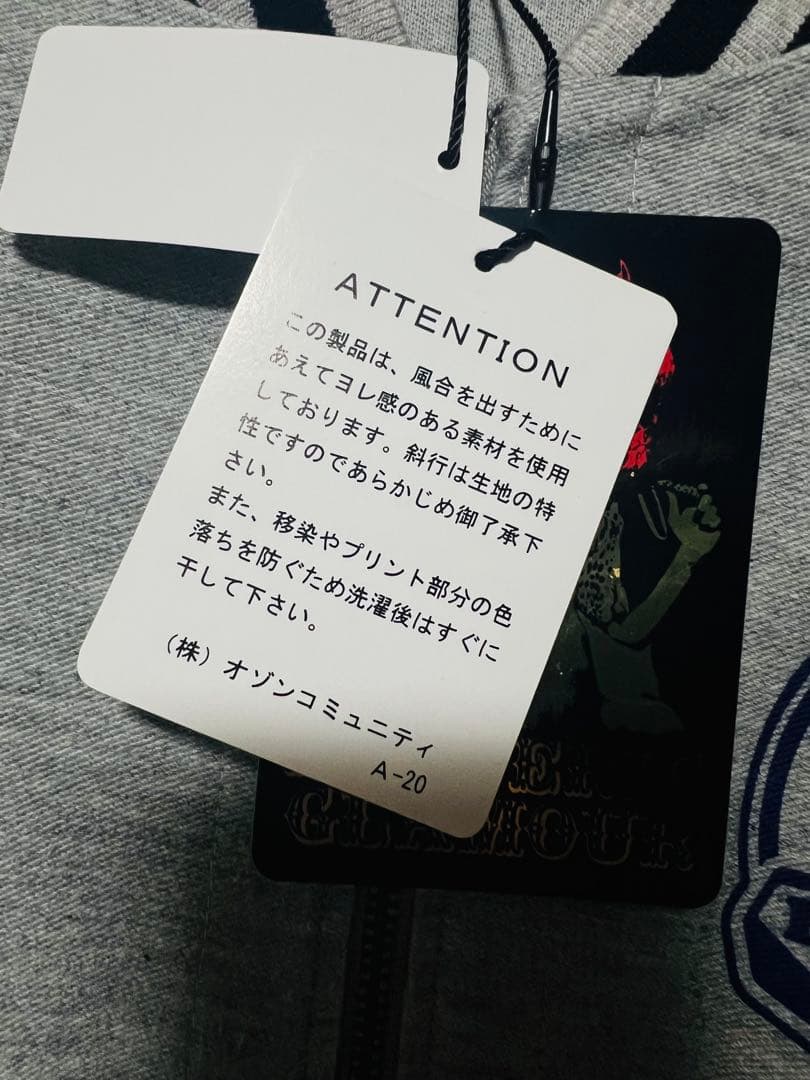 ATTENTION
この製品は、風合を出すために
あえてヨレ感のある素材を使用
しております。斜行は生地の特
性ですのであらかじめ御了承下
さい。
また、移染やプリント部分の色
落ちを防ぐため洗濯後はすぐに
干して下さい。
（株）オゾンコミュニティ
A-20
GLAMOUR